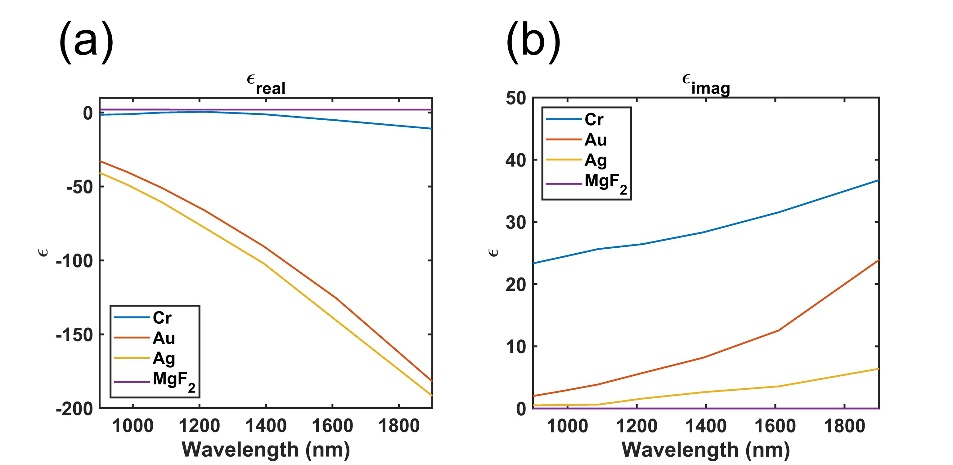 (a)
ϵreal
0
-50
-100
-150
-200
ϵ
Cr
Au
Ag
MgF2
1000 1200 1400 1600 1800
Wavelength (nm)
(b)
ϵimag
50
40
30
20
10
0
ϵ
Cr
Au
Ag
MgF2
1000 1200 1400 1600 1800
Wavelength (nm)